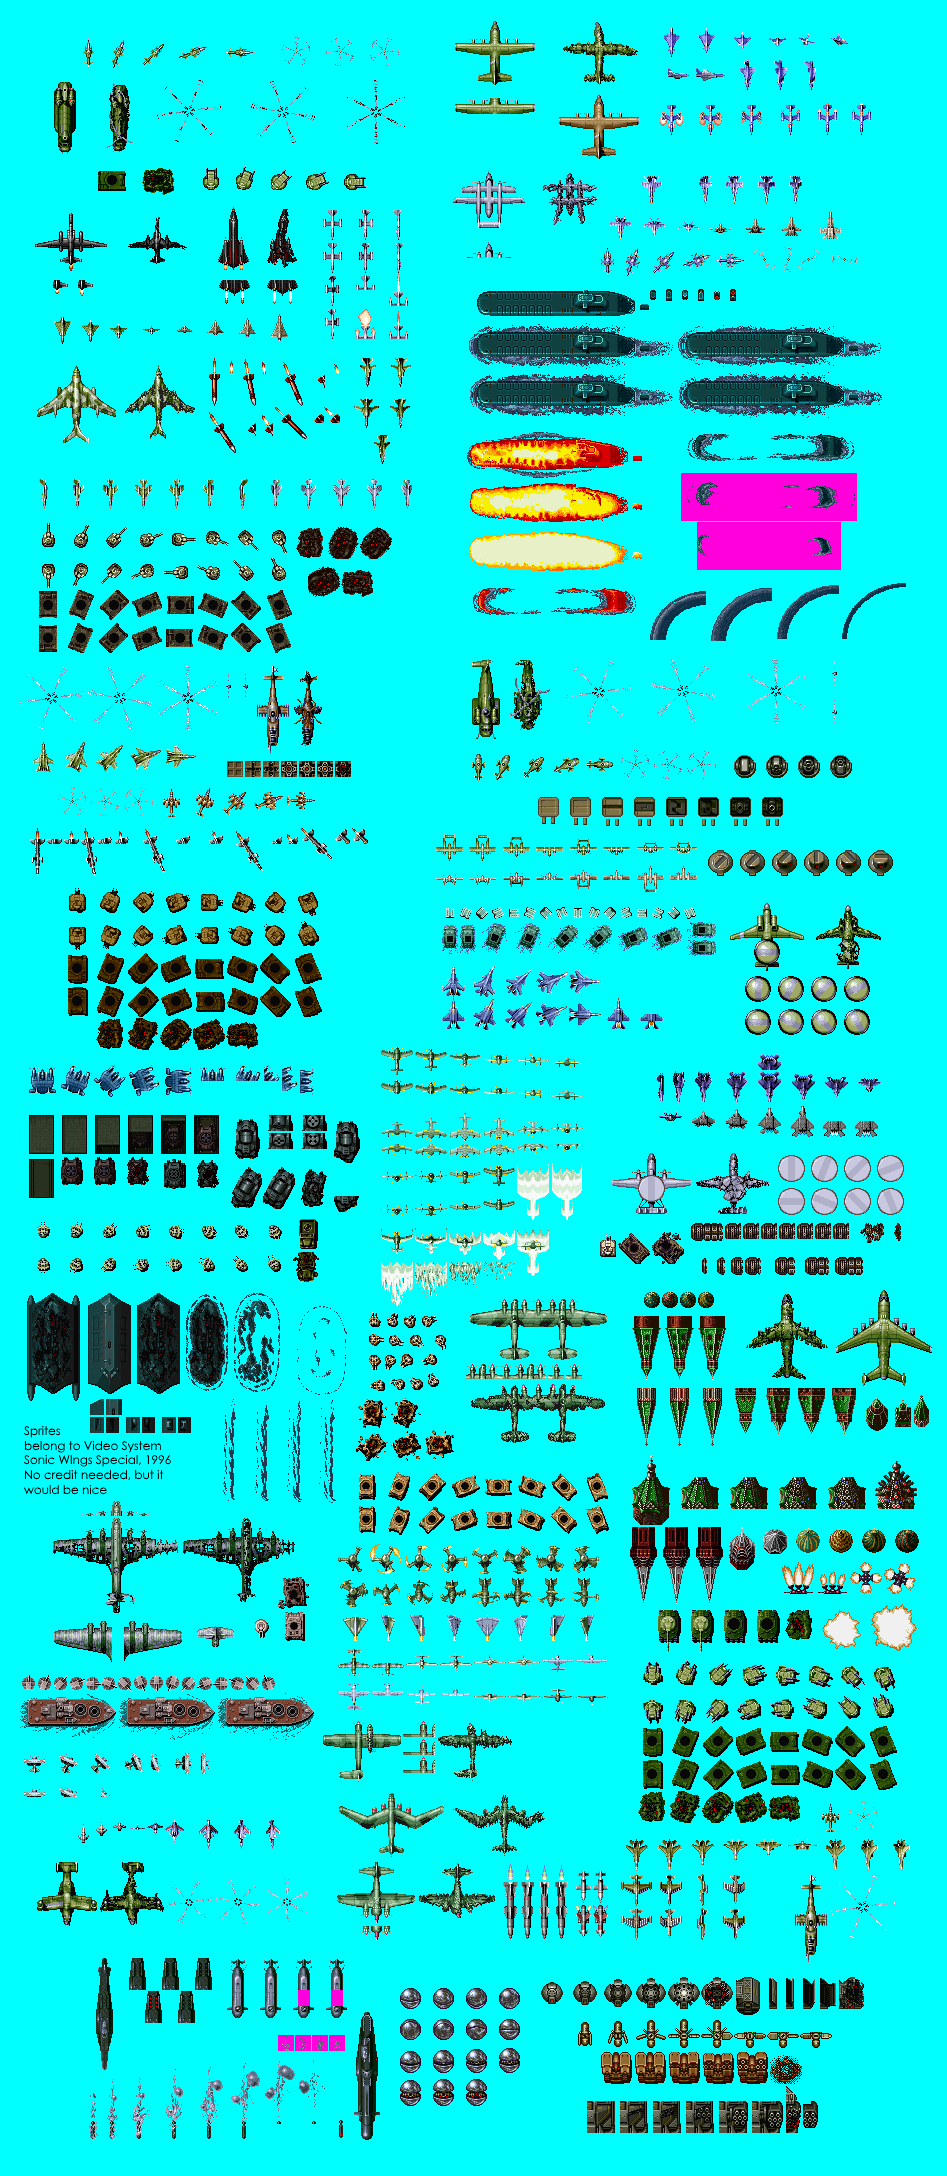 Sprites
belong to Video System
Sonic Wings Special, 1996
No credit needed, but it
would be nice